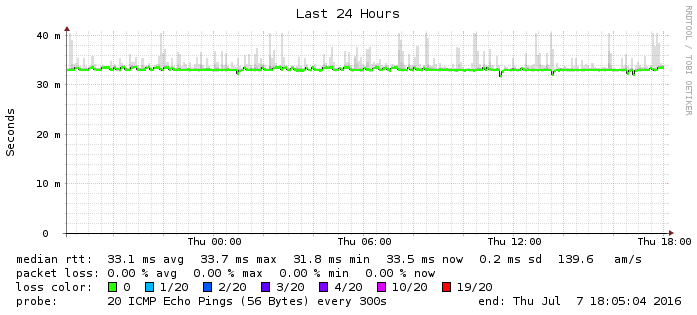 Last 24 Hours
RRDTOOL / TOBI OETIKER
Seconds
40 m
30 m
20 m
10 m
0
Thu 00:00 Thu 06:00 Thu 12:00 Thu 18:00
median rtt: 33.1 ms avg 33.7 ms max 31.8 ms min 33.5 ms now 0.2 ms sd 139.6 am/s
packet loss: 0.00 % avg 0.00 % max 0.00 % min 0.00 % now
loss color: 0 1/20 2/20 3/20 4/20 10/20 19/20
probe: 20 ICMP Echo Pings (56 Bytes) every 300s end: Thu Jul 7 18:05:04 2016